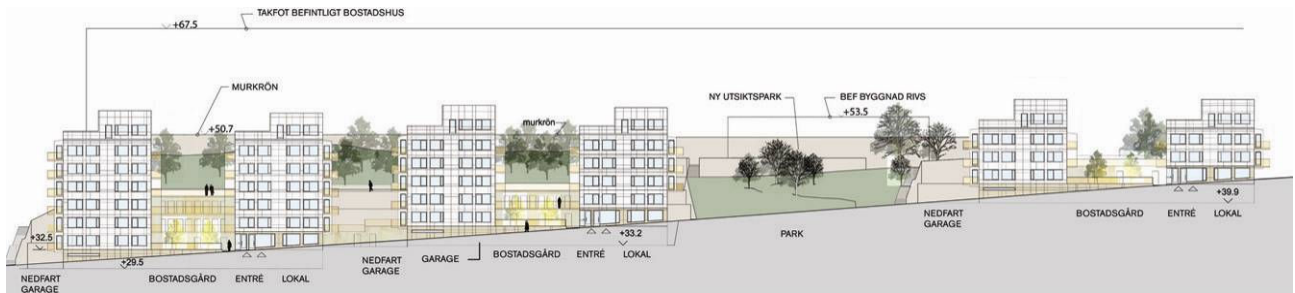 TAKFOT BEFINTLIGT BOSTADSHUS
+67.5
MURKRÖN
NY UTSIKTSPARK
BEF BYGGNAD RIVS
+53.5
+50.7
murkrön
+39.9
NEDFART
GARAGE
BOSTADSGÅRD
ENTRÉ
LOKAL
+32.5
+33.2
PARK
+29.5
NEDFART
GARAGE
GARAGE
BOSTADSGÅRD
ENTRÉ
LOKAL
NEDFART
GARAGE
BOSTADSGÅRD
ENTRÉ
LOKAL